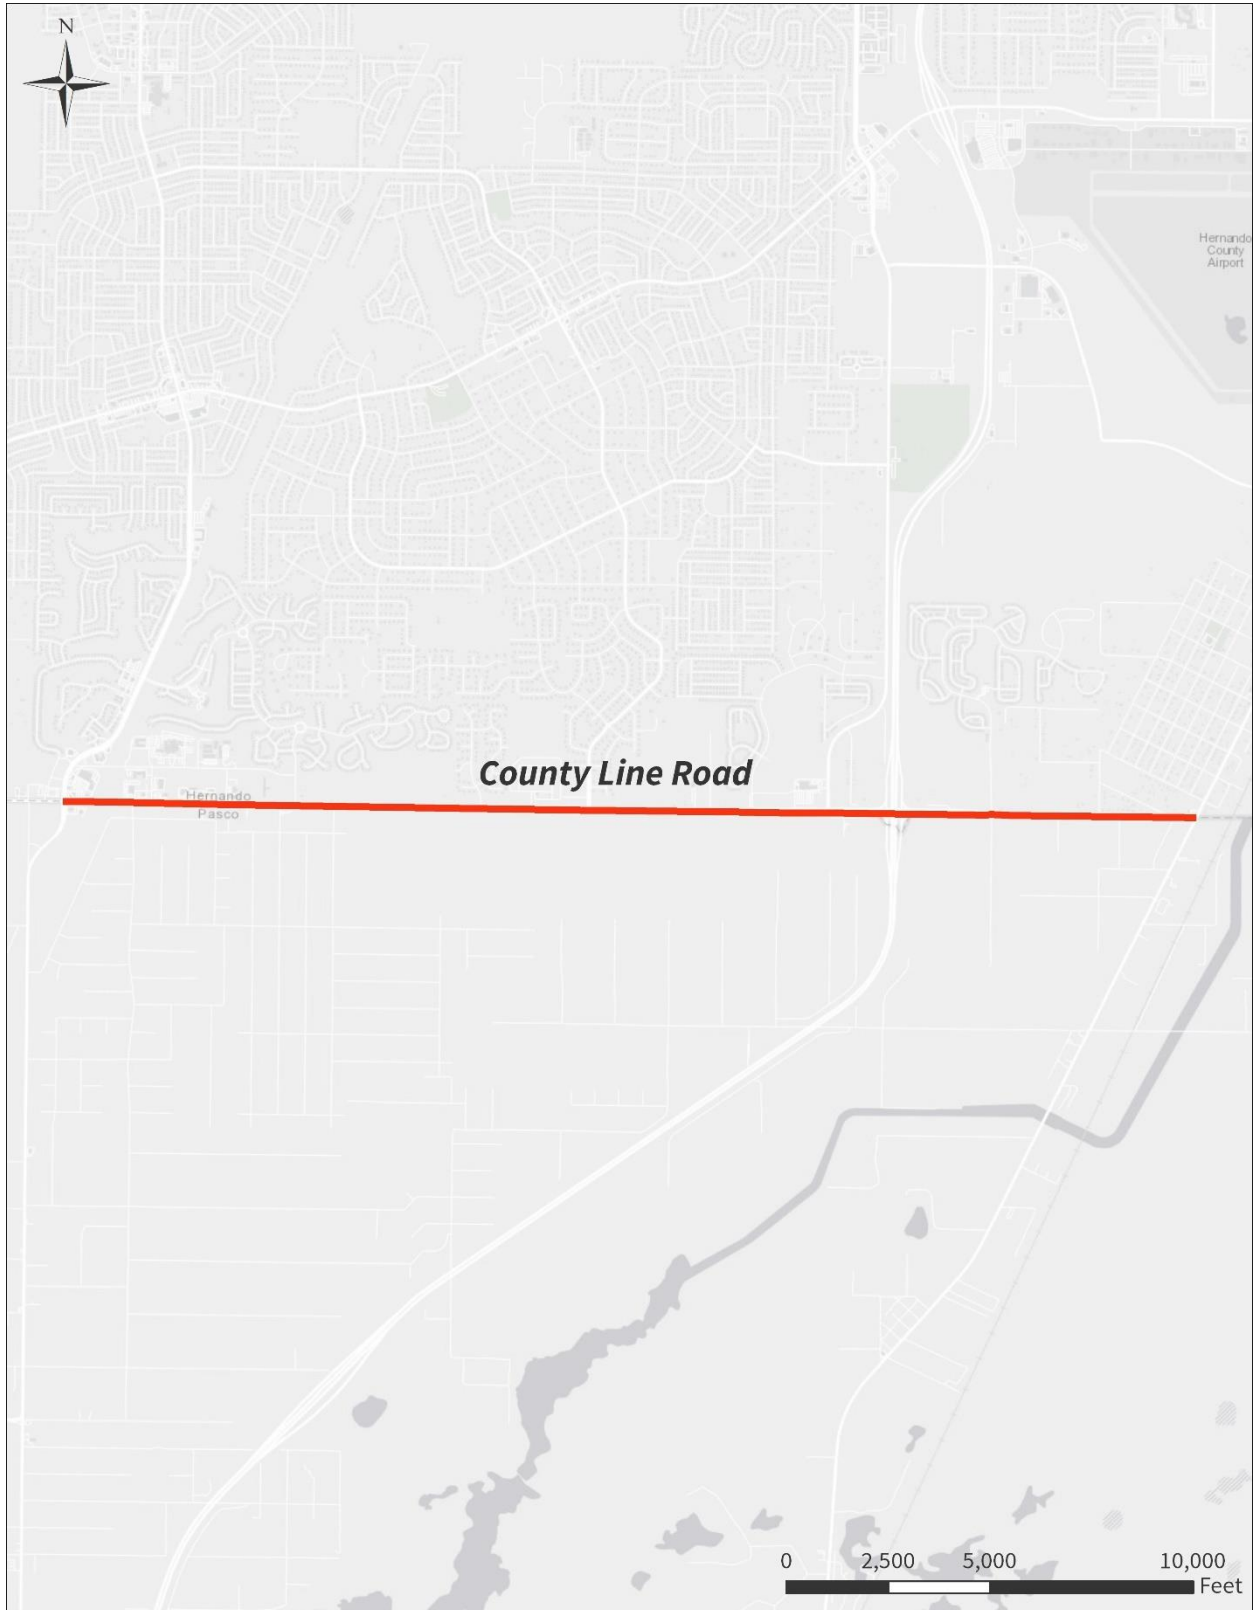 N
Hernando
County
Airport
County Line Road
Hernando
Pasco
0 2,500 5,000 10,000
Feet